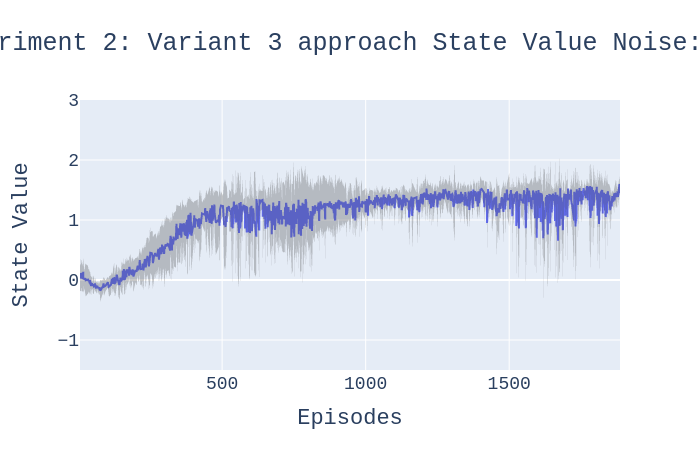 riment 2: Variant 3 approach State Value Noise:
3
2
1
0
−1
State Value
500 1000 1500
Episodes